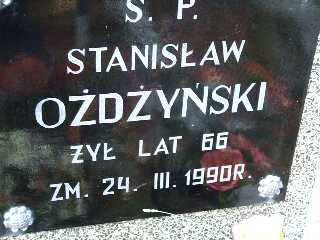 S. P.
STANISŁAW
OŻDŻYŃSKI
ŻYŁ LAT 66
ZM. 24. III. 1990R.